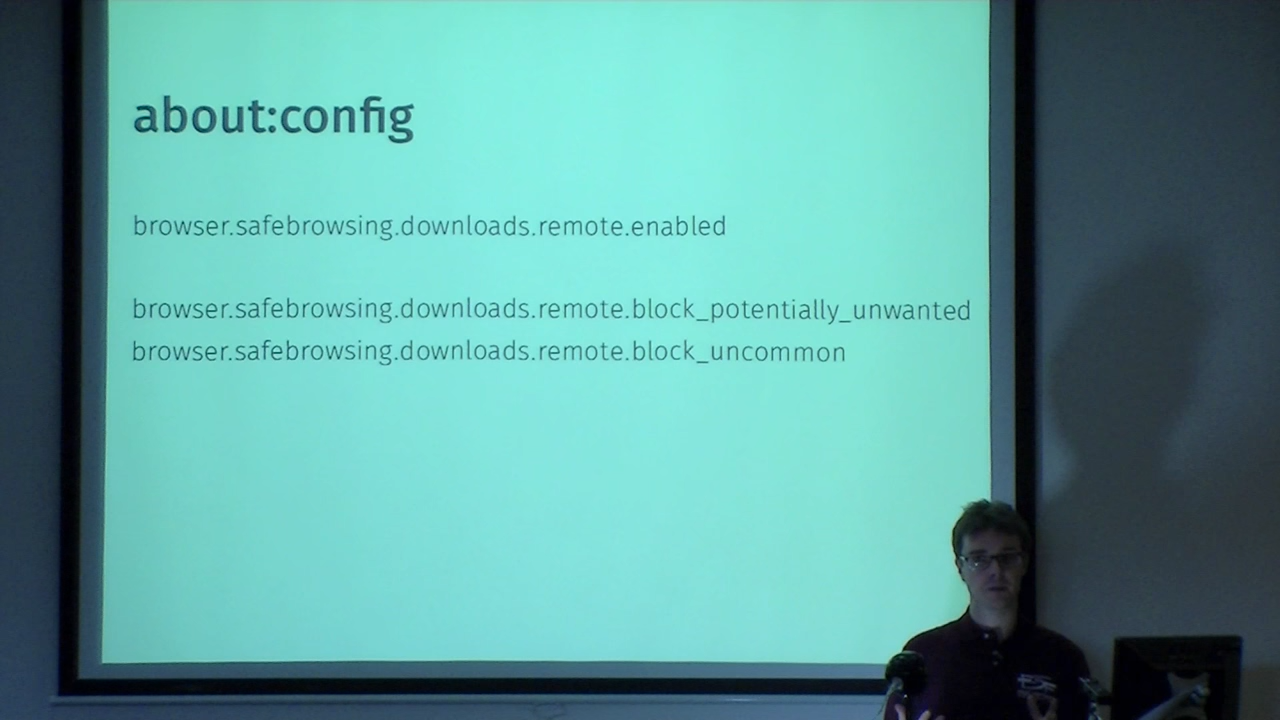 about:config
browser.safebrowsing.downloads.remote.enabled
browser.safebrowsing.downloads.remote.block_potentially_unwanted
browser.safebrowsing.downloads.remote.block_uncommon